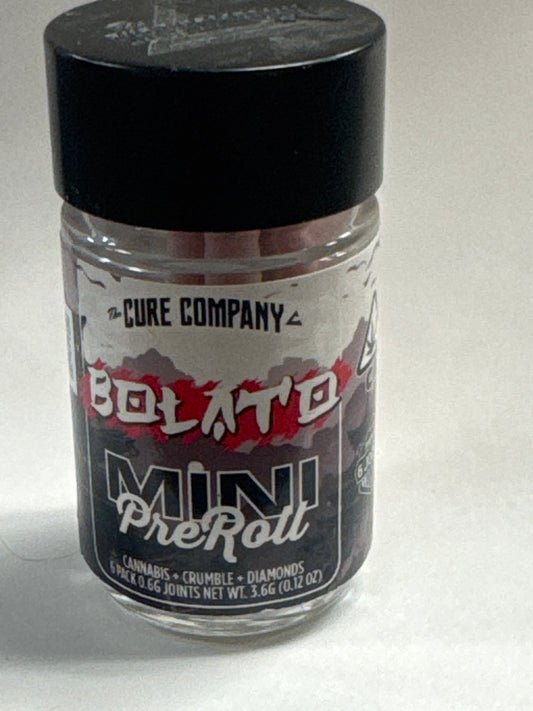 The CURE COMPANY
BOLATO
MINI
PreRoll
CANNABIS + CRUMBLE + DIAMONDS
6 PACK 0.6G JOINTS NET WT. 3.6G (0.12 OZ)